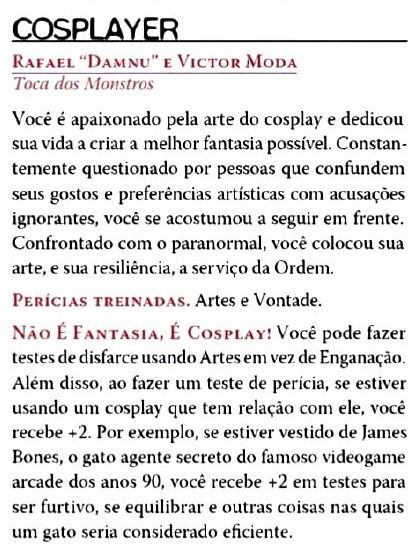 COSPLAYER
RAFAEL “DAMNU” E VICTOR MODA
Toca dos Monstros
Você é apaixonado pela arte do cosplay e dedicou
sua vida a criar a melhor fantasia possível. Constan-
temente questionado por pessoas que confundem
seus gostos e preferências artísticas com acusações
ignorantes, você se acostumou a seguir em frente.
Confrontado com o paranormal, você colocou sua
arte, e sua resiliência, a serviço da Ordem.
PERÍCIAS TREINADAS. Artes e Vontade.
NÃO É FANTASIA, É COSPLAY! Você pode fazer
testes de disfarce usando Artes em vez de Enganação.
Além disso, ao fazer um teste de perícia, se estiver
usando um cosplay que tem relação com ele, você
recebe +2. Por exemplo, se estiver vestido de James
Bones, o gato agente secreto do famoso videogame
arcade dos anos 90, você recebe +2 em testes para
ser furtivo, se equilibrar e outras coisas nas quais
um gato seria considerado eficiente.